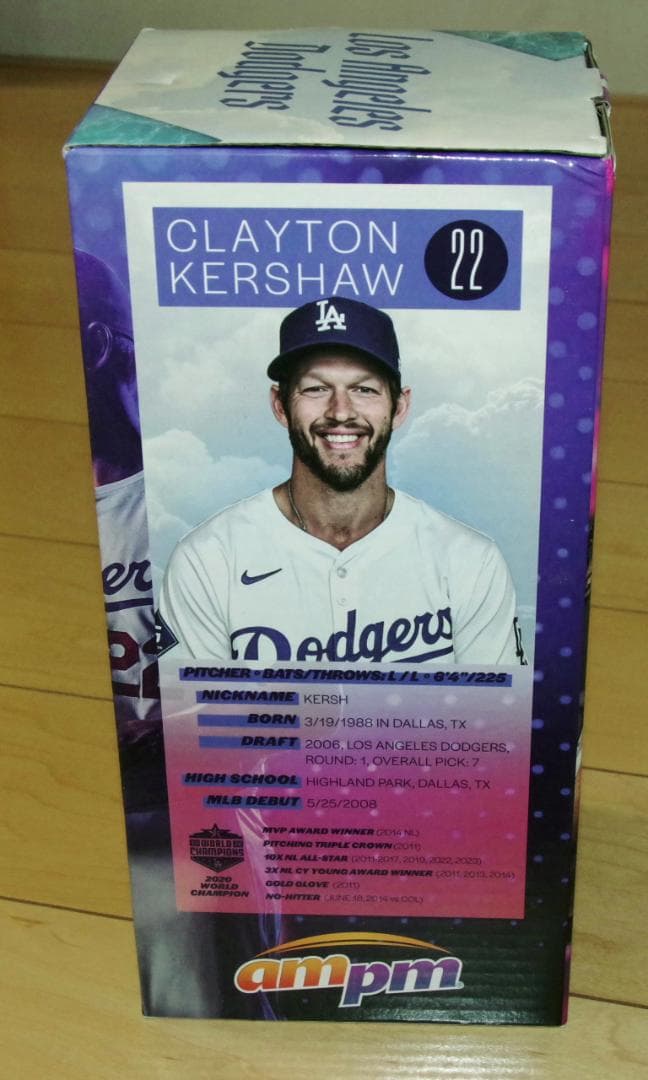 Los Angeles
Dodgers
CLAYTON
KERSHAW
22
LA
Dodgers
er
PITCHER • BATS/THROWS: L / L • 6'4"/225
NICKNAME KERSH
BORN 3/19/1988 IN DALLAS, TX
DRAFT 2006, LOS ANGELES DODGERS,
ROUND: 1, OVERALL PICK: 7
HIGH SCHOOL HIGHLAND PARK, DALLAS, TX
MLB DEBUT 5/25/2008
WORLD
CHAMPIONS
2020
WORLD
CHAMPION
MVP AWARD WINNER (2014 NL)
PITCHING TRIPLE CROWN (2011)
10X NL ALL-STAR (2011-2017, 2019, 2022, 2023)
3X NL CY YOUNG AWARD WINNER (2011, 2013, 2014)
GOLD GLOVE (2011)
NO-HITTER (JUNE 18, 2014 vs COL)
ampm